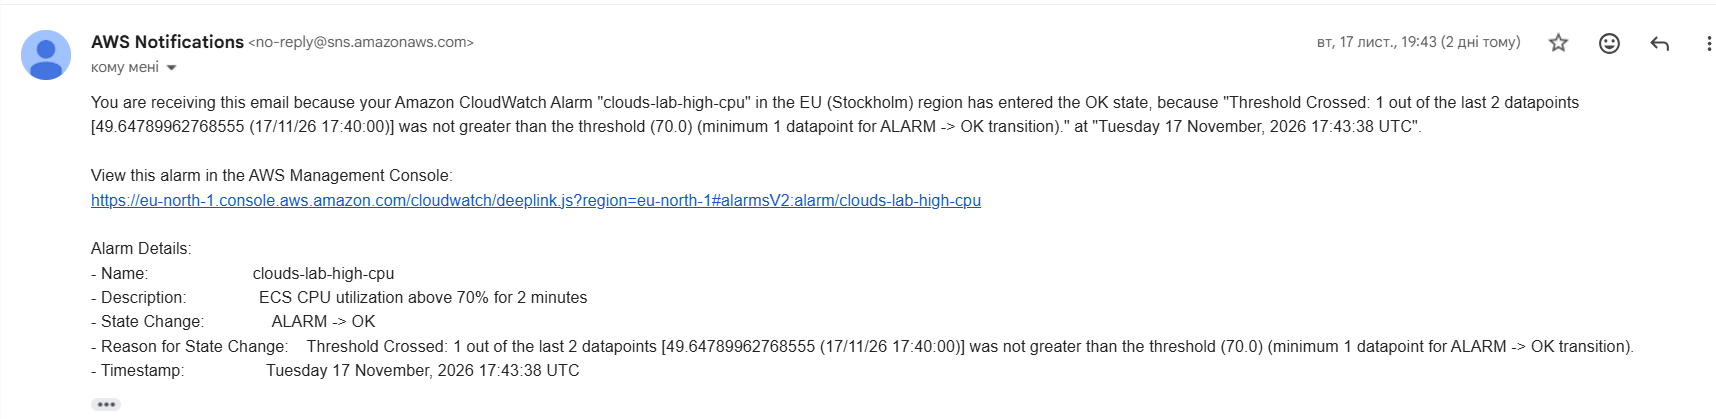 AWS Notifications <no-reply@sns.amazonaws.com>
вт, 17 лист., 19:43 (2 дні тому)
кому мені
You are receiving this email because your Amazon CloudWatch Alarm "clouds-lab-high-cpu" in the EU (Stockholm) region has entered the OK state, because "Threshold Crossed: 1 out of the last 2 datapoints
[49.64789962768555 (17/11/26 17:40:00)] was not greater than the threshold (70.0) (minimum 1 datapoint for ALARM -> OK transition)." at "Tuesday 17 November, 2026 17:43:38 UTC".
View this alarm in the AWS Management Console:
https://eu-north-1.console.aws.amazon.com/cloudwatch/deeplink.js?region=eu-north-1#alarmsV2:alarm/clouds-lab-high-cpu
Alarm Details:
- Name: clouds-lab-high-cpu
- Description: ECS CPU utilization above 70% for 2 minutes
- State Change: ALARM -> OK
- Reason for State Change: Threshold Crossed: 1 out of the last 2 datapoints [49.64789962768555 (17/11/26 17:40:00)] was not greater than the threshold (70.0) (minimum 1 datapoint for ALARM -> OK transition).
- Timestamp: Tuesday 17 November, 2026 17:43:38 UTC